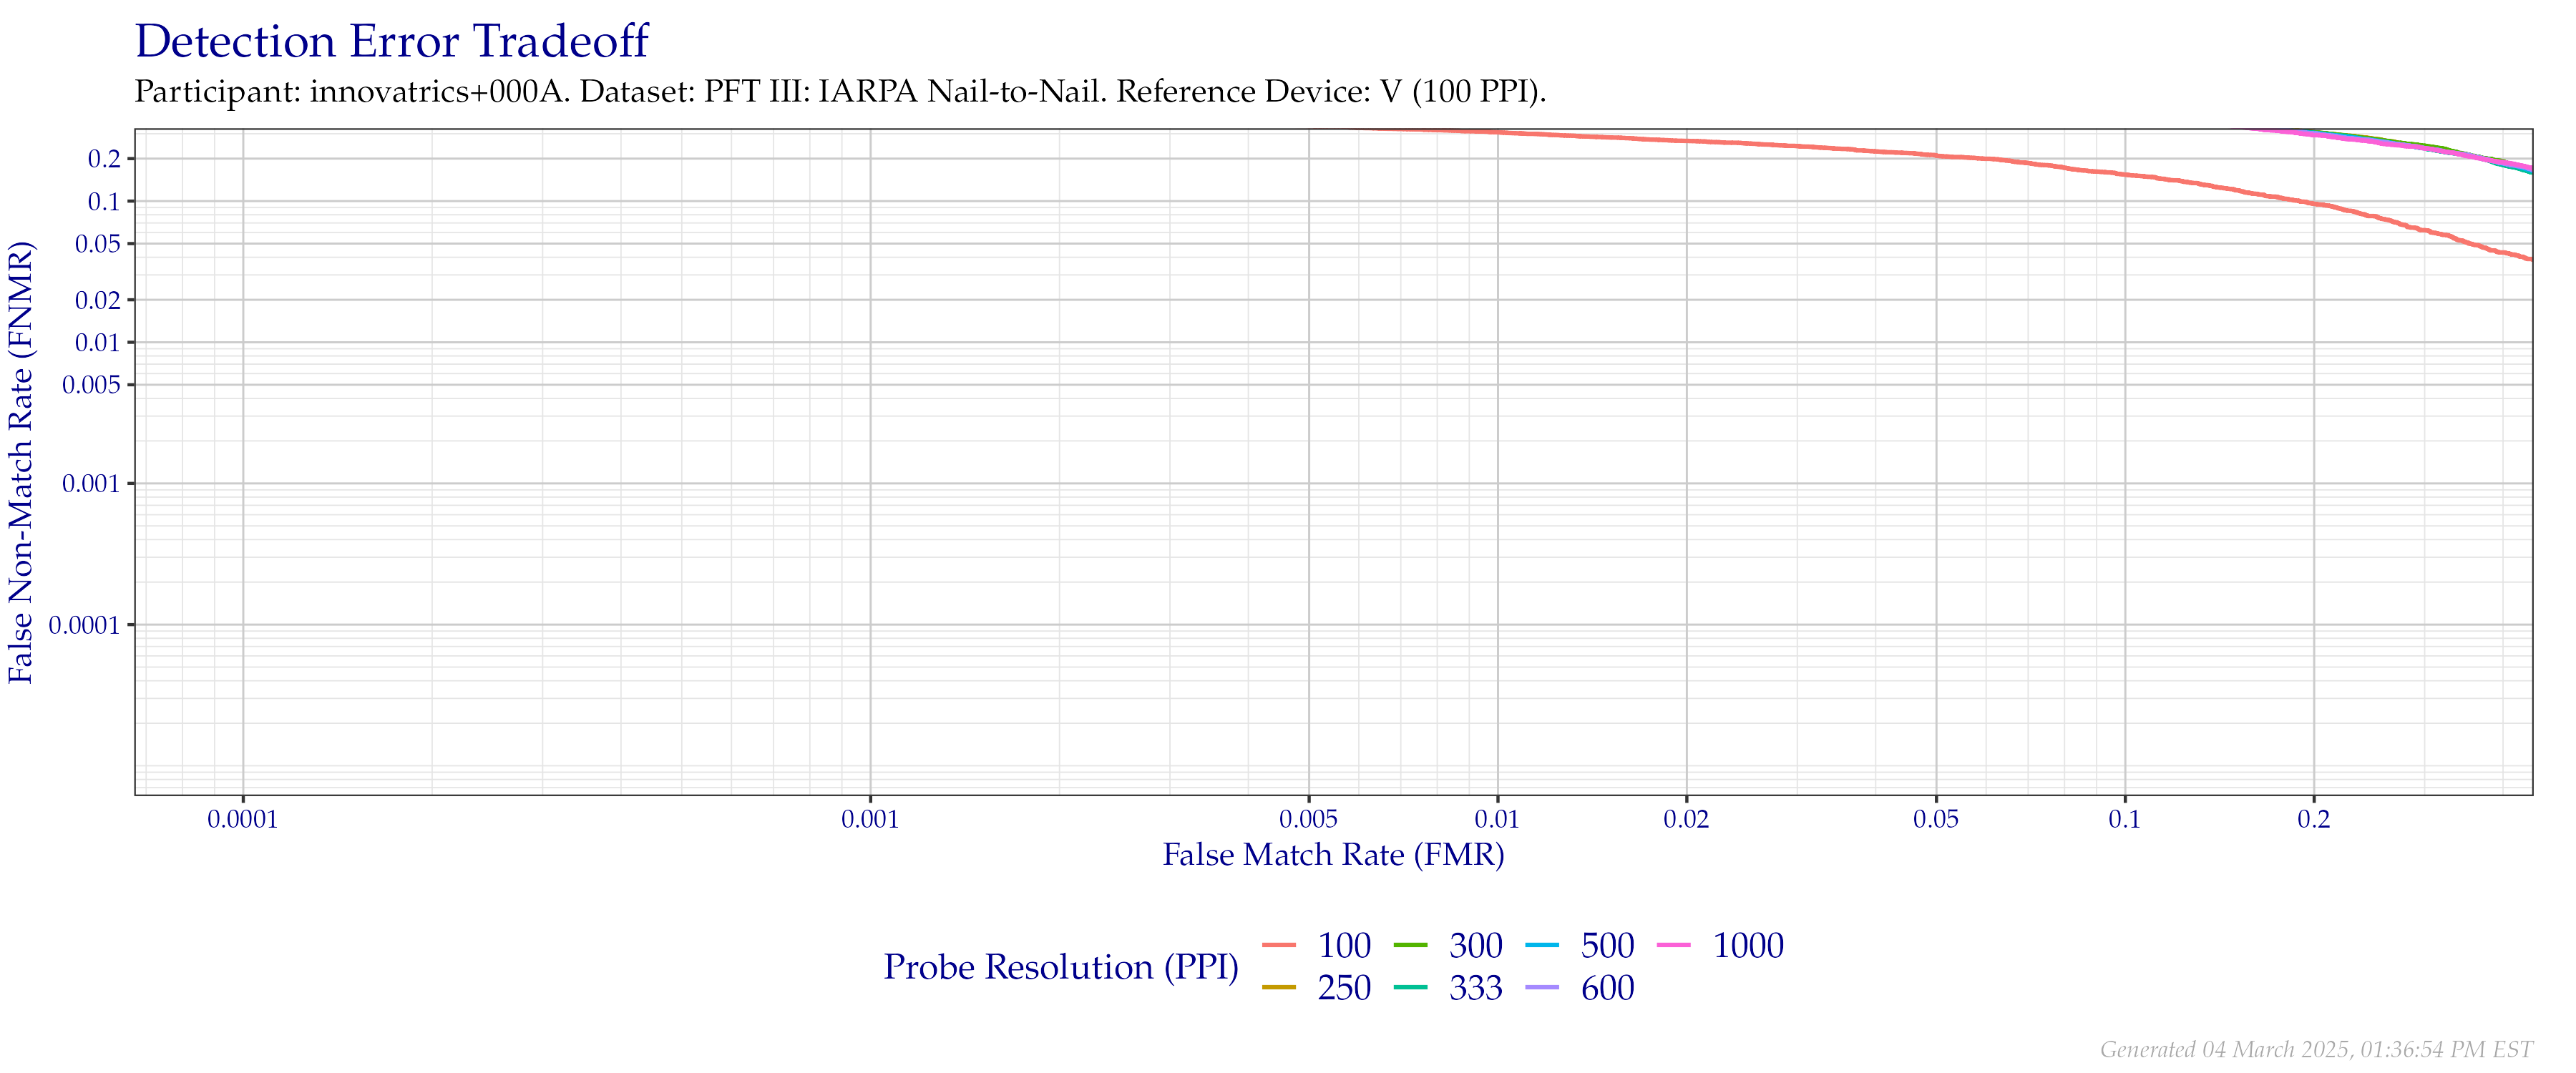 Detection Error Tradeoff
Participant: innovatrics+000A. Dataset: PFT III: IARPA Nail-to-Nail. Reference Device: V (100 PPI).
False Non-Match Rate (FNMR)
0.2
0.1
0.05
0.02
0.01
0.005
0.001
0.0001
0.0001 0.001 0.005 0.01 0.02 0.05 0.1 0.2
False Match Rate (FMR)
Probe Resolution (PPI)
100 300 500 1000
250 333 600
Generated 04 March 2025, 01:36:54 PM EST